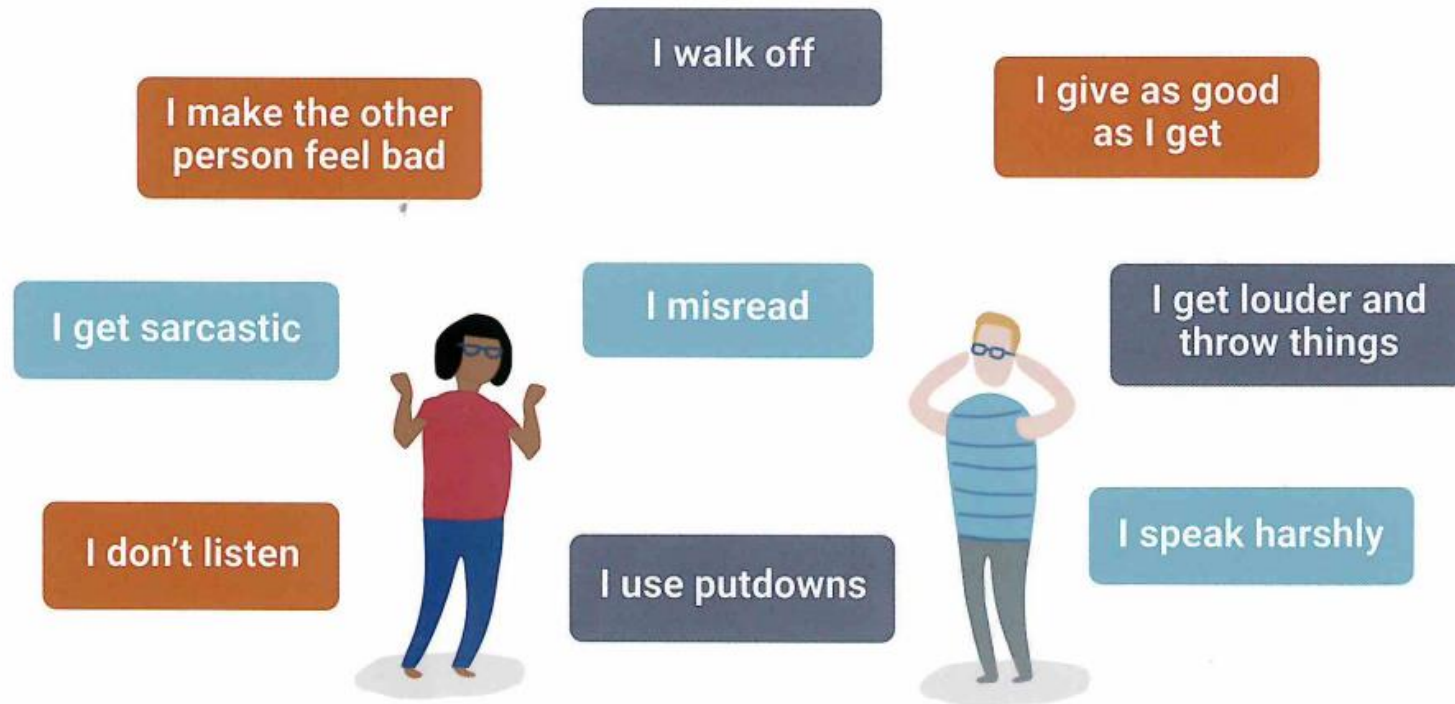 I walk off
I make the other
person feel bad
I give as good
as I get
I get sarcastic
I misread
I get louder and
throw things
I don't listen
I use putdowns
I speak harshly